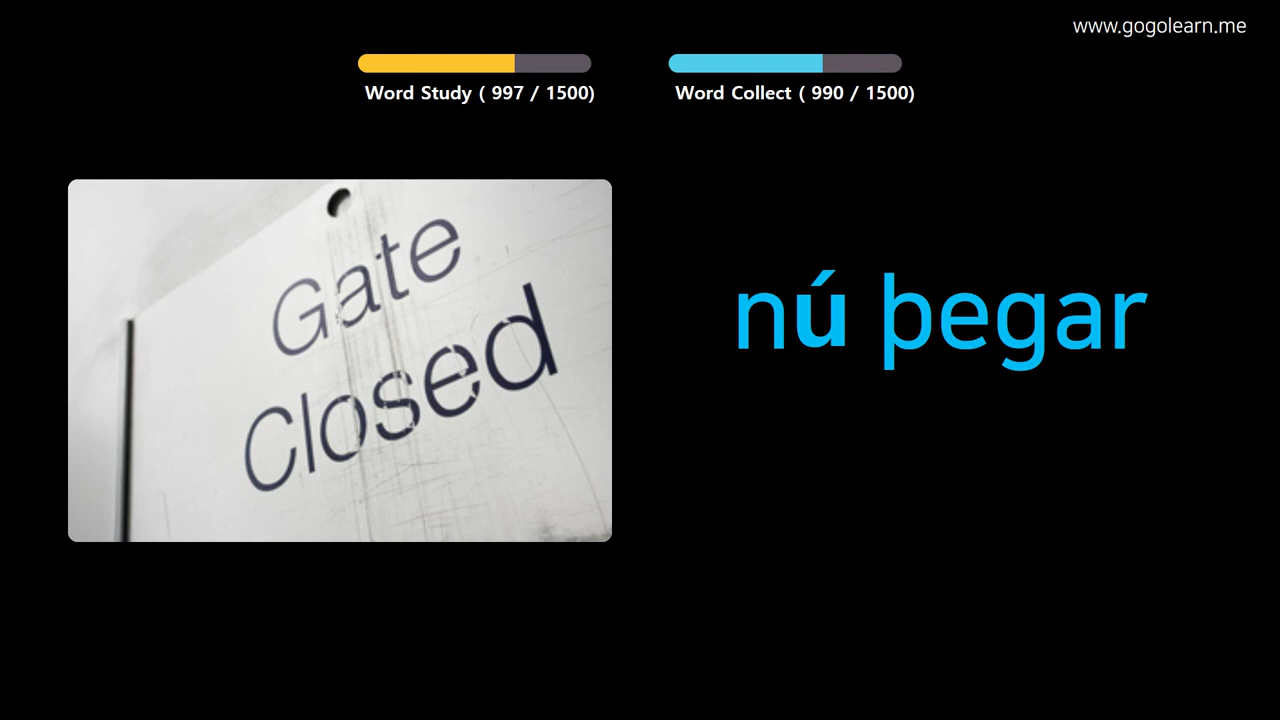 www.gogolearn.me
Word Study ( 997 / 1500)
Word Collect ( 990 / 1500)
Gate
Closed
nú þegar